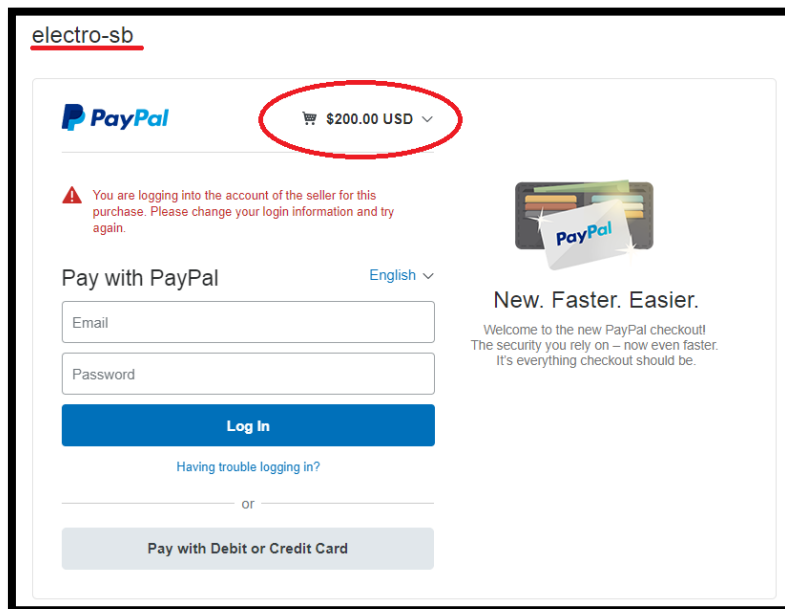 electro-sb
PayPal
$200.00 USD
You are logging into the account of the seller for this
purchase. Please change your login information and try
again.
Pay with PayPal
English
Email
Password
Log In
Having trouble logging in?
or
Pay with Debit or Credit Card
PayPal
New. Faster. Easier.
Welcome to the new PayPal checkout!
The security you rely on – now even faster.
It's everything checkout should be.